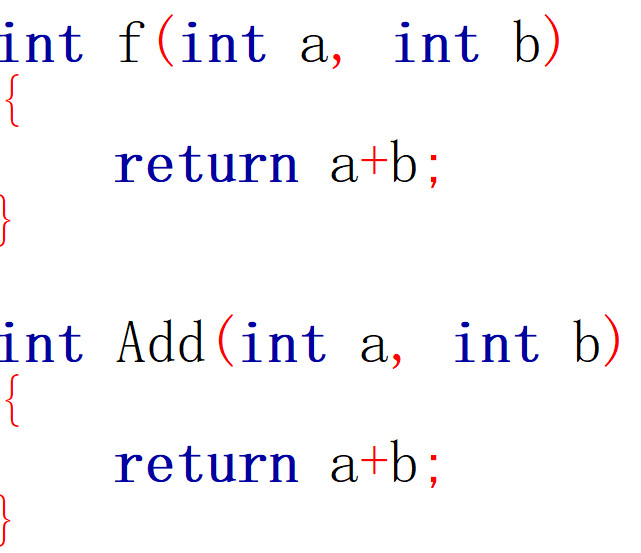 int f(int a, int b)
{
    return a+b;
}

int Add(int a, int b)
{
    return a+b;
}